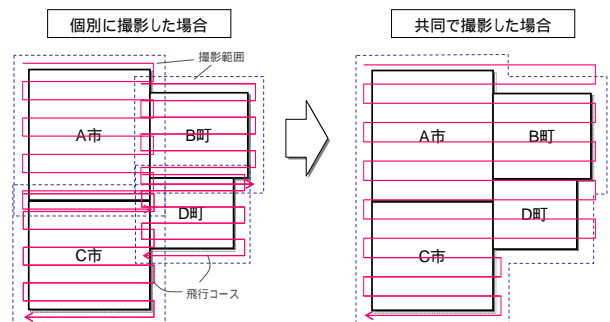 個別に撮影した場合
共同で撮影した場合
撮影範囲
A市
B町
D町
C市
飛行コース
A市
B町
D町
C市